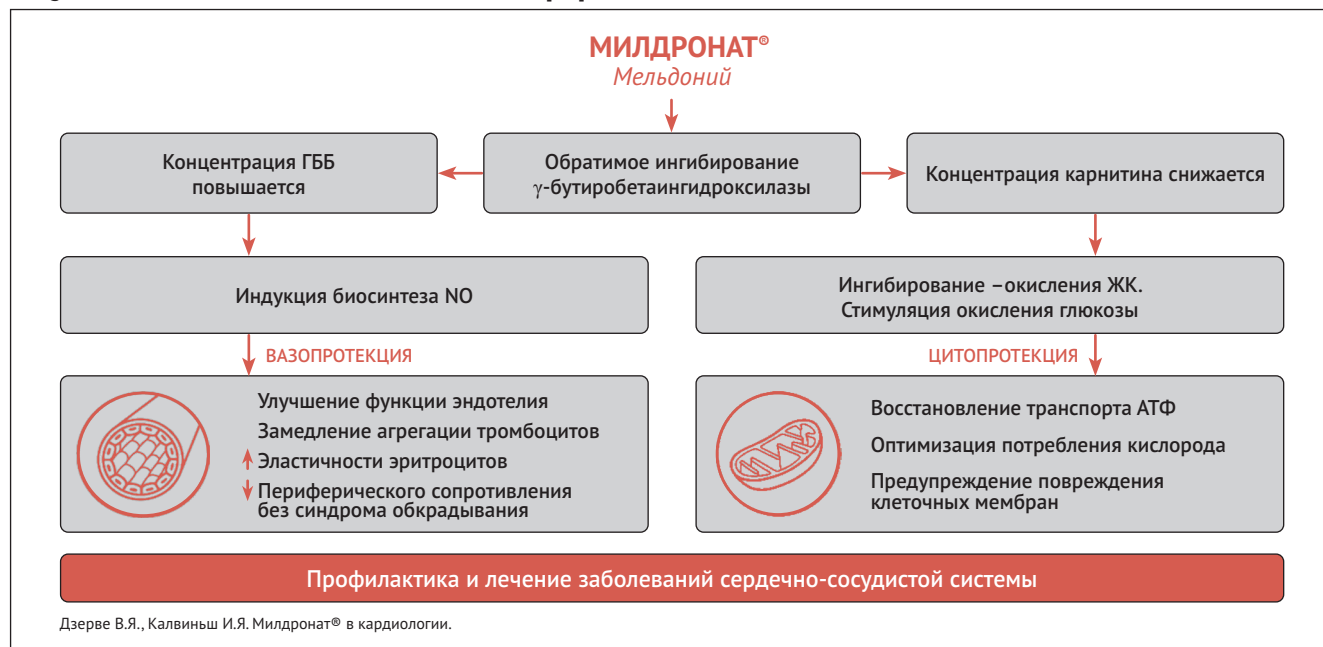 МИЛДРОНАТ®
Мельдоний
Концентрация ГББ
повышается
Обратимое ингибирование
γ-бутиробетаингидроксилазы
Концентрация карнитина снижается
Индукция биосинтеза NO
Ингибирование –окисления ЖК.
Стимуляция окисления глюкозы
ВАЗОПРОТЕКЦИЯ
ЦИТОПРОТЕКЦИЯ
Улучшение функции эндотелия
Замедление агрегации тромбоцитов
Эластичности эритроцитов
Периферического сопротивления
без синдрома обкрадывания
Восстановление транспорта АТФ
Оптимизация потребления кислорода
Предупреждение повреждения
клеточных мембран
Профилактика и лечение заболеваний сердечно-сосудистой системы
Дзерве В.Я., Калвиньш И.Я. Милдронат® в кардиологии.